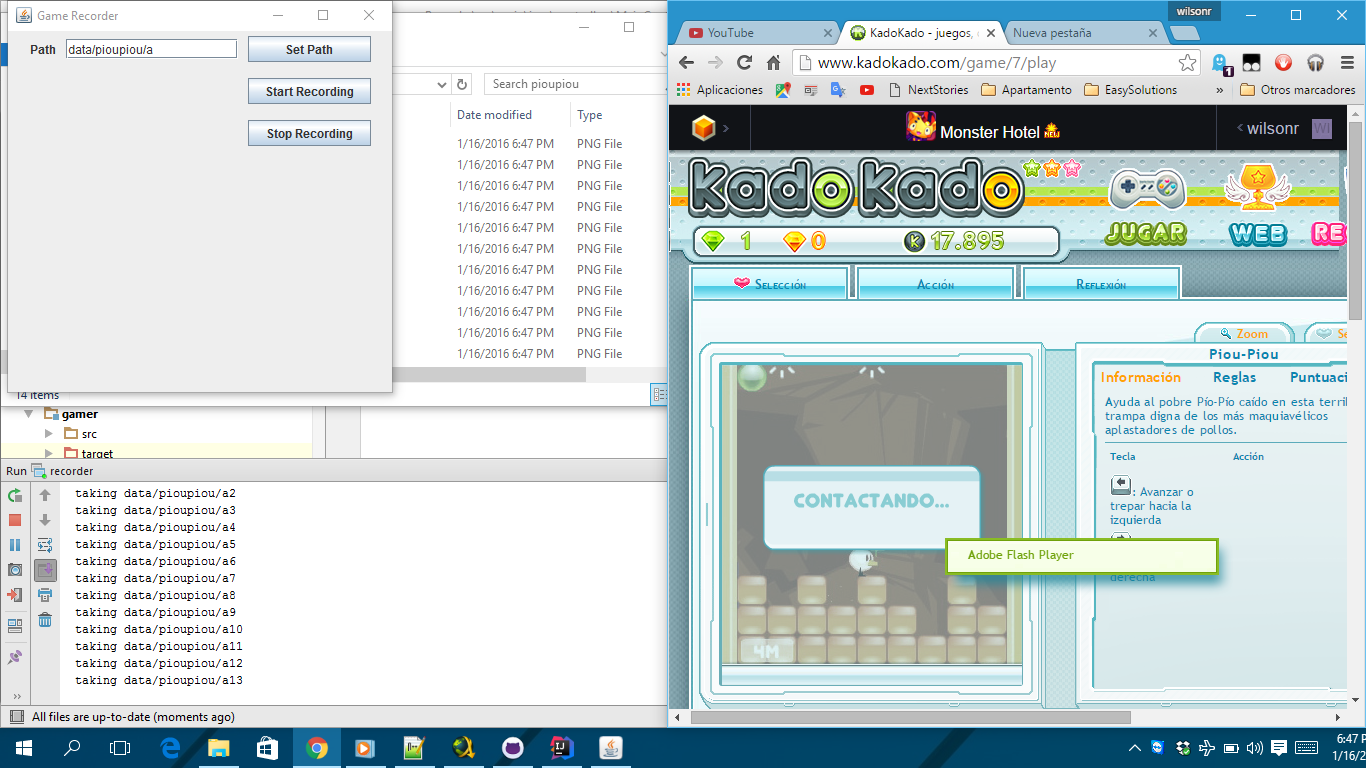 Game Recorder
Path
data/pioupiou/a
Set Path
Start Recording
Stop Recording
Search pioupiou
Date modified
Type
1/16/2016 6:47 PM PNG File
1/16/2016 6:47 PM PNG File
1/16/2016 6:47 PM PNG File
1/16/2016 6:47 PM PNG File
1/16/2016 6:47 PM PNG File
1/16/2016 6:47 PM PNG File
1/16/2016 6:47 PM PNG File
1/16/2016 6:47 PM PNG File
1/16/2016 6:47 PM PNG File
1/16/2016 6:47 PM PNG File
1/16/2016 6:47 PM PNG File
14 items
gamer
src
target
Run recorder
taking data/pioupiou/a2
taking data/pioupiou/a3
taking data/pioupiou/a4
taking data/pioupiou/a5
taking data/pioupiou/a6
taking data/pioupiou/a7
taking data/pioupiou/a8
taking data/pioupiou/a9
taking data/pioupiou/a10
taking data/pioupiou/a11
taking data/pioupiou/a12
taking data/pioupiou/a13
All files are up-to-date (moments ago)
wilsonr
YouTube
KadoKado - juegos,
Nueva pestaña
www.kadokado.com/game/7/play
1
Aplicaciones
NextStories
Apartamento
EasySolutions
»
Otros marcadores
Monster Hotel NEW
wilsonr
WI
KadoKado
1
0
K 17.895
JUGAR
WEB
RE
Selección
Acción
Reflexión
Zoom
Se
Piou-Piou
Información Reglas Puntuaci
Ayuda al pobre Pío-Pío caído en esta terri
trampa digna de los más maquiavélicos
aplastadores de pollos.
Tecla
Acción
: Avanzar o
trepar hacia la
izquierda
derecha
CONTACTANDO...
Adobe Flash Player
4M
6:47
1/16/2